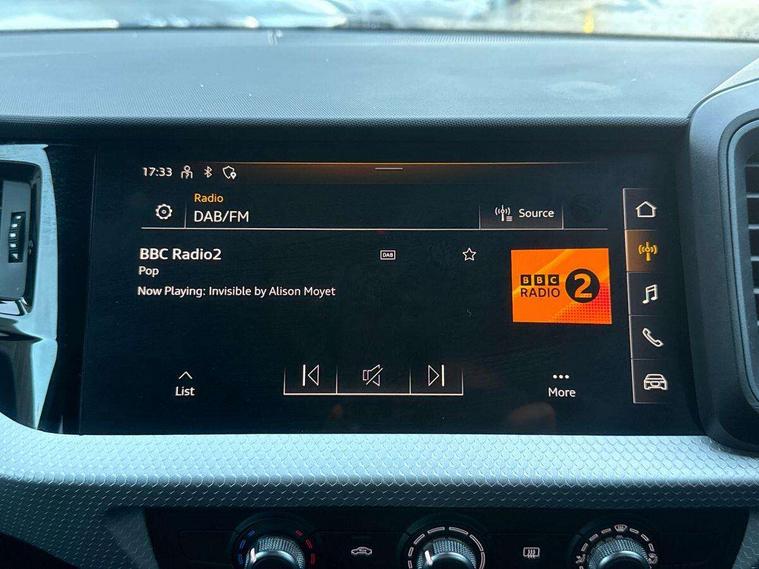 17:33
Radio
DAB/FM
Source
BBC Radio2
DAB
Pop
Now Playing: Invisible by Alison Moyet
BBC
RADIO 2
List
More